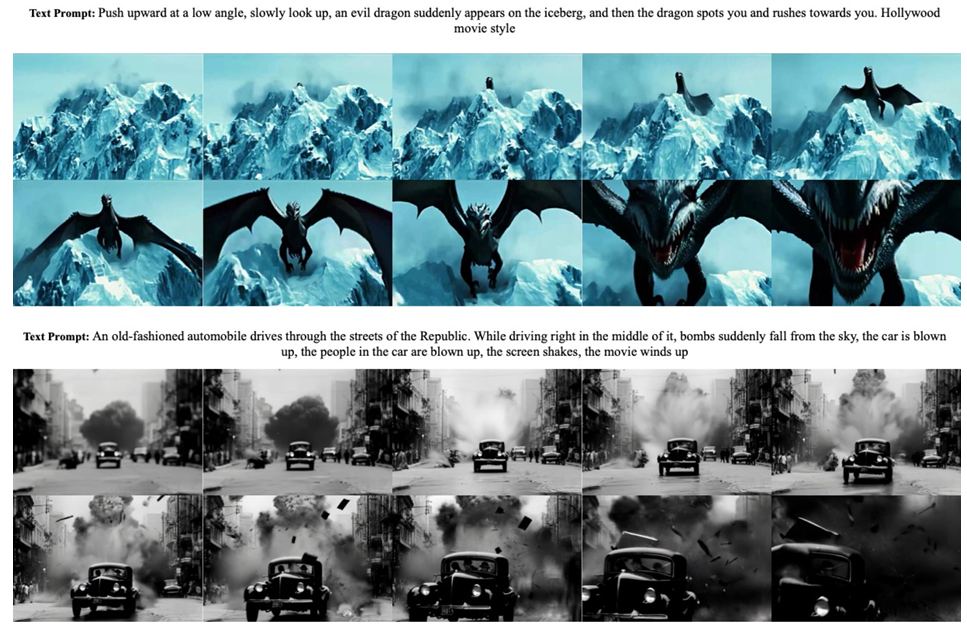 Text Prompt: Push upward at a low angle, slowly look up, an evil dragon suddenly appears on the iceberg, and then the dragon spots you and rushes towards you. Hollywood
movie style
Text Prompt: An old-fashioned automobile drives through the streets of the Republic. While driving right in the middle of it, bombs suddenly fall from the sky, the car is blown
up, the people in the car are blown up, the screen shakes, the movie winds up